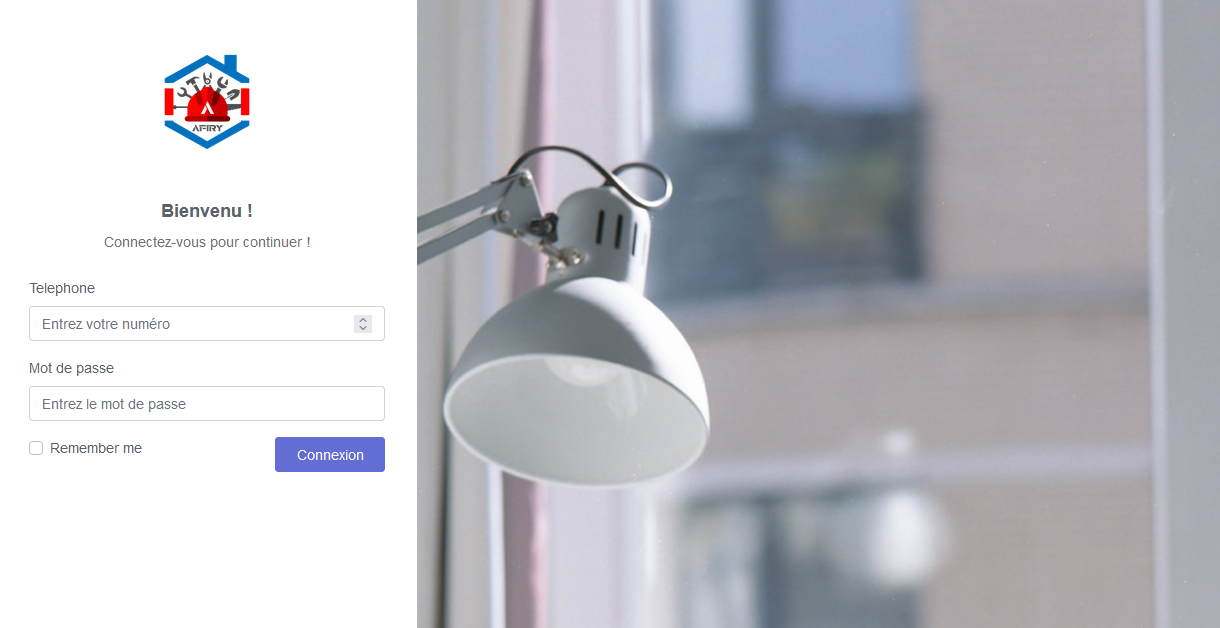 AFIRY
Bienvenu !
Connectez-vous pour continuer !
Telephone
Entrez votre numéro
Mot de passe
Entrez le mot de passe
Remember me
Connexion